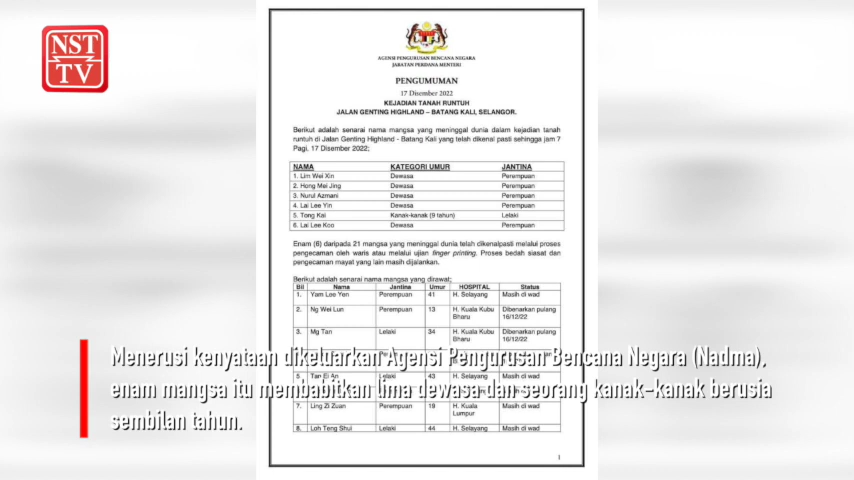 NST
TV
AGENSI PENGURUSAN BENCANA NEGARA
JABATAN PERDANA MENTERI
PENGUMUMAN
17 Disember 2022
KEJADIAN TANAH RUNTUH
JALAN GENTING HIGHLAND – BATANG KALI, SELANGOR.
Berikut adalah senarai nama mangsa yang meninggal dunia dalam kejadian tanah
runtuh di Jalan Genting Highland - Batang Kali yang telah dikenal pasti sehingga jam 7
Pagi, 17 Disember 2022;
NAMA KATEGORI UMUR JANTINA
1. Lim Wei Xin Dewasa Perempuan
2. Hong Mei Jing Dewasa Perempuan
3. Nurul Azmani Dewasa Perempuan
4. Lai Lee Yin Dewasa Perempuan
5. Tong Kai Kanak-kanak (9 tahun) Lelaki
6. Lai Lee Koo Dewasa Perempuan
Enam (6) daripada 21 mangsa yang meninggal dunia telah dikenalpasti melalui proses
pengecaman oleh waris atau melalui ujian finger printing. Proses bedah siasat dan
pengecaman mayat yang lain masih dijalankan.
Berikut adalah senarai nama mangsa yang dirawat;
Bil Nama Jantina Umur HOSPITAL Status
1. Yam Lee Yen Perempuan 41 H. Selayang Masih di wad
2. Ng Wei Lun Perempuan 13 H. Kuala Kubu Bharu Dibenarkan pulang 16/12/22
3. Mg Tan Lelaki 34 H. Kuala Kubu Bharu Dibenarkan pulang 16/12/22
Menerusi kenyataan dikeluarkan Agensi Pengurusan Bencana Negara (Nadma),
5. Tan Ei An Lelaki 43 H. Selayang Masih di wad
enam mangsa itu membabitkan lima dewasa dan seorang kanak-kanak berusia
7. Ling Zi Zuan Perempuan 19 H. Kuala Lumpur Masih di wad
sembilan tahun.
8. Loh Teng Shui Lelaki 44 H. Selayang Masih di wad
1